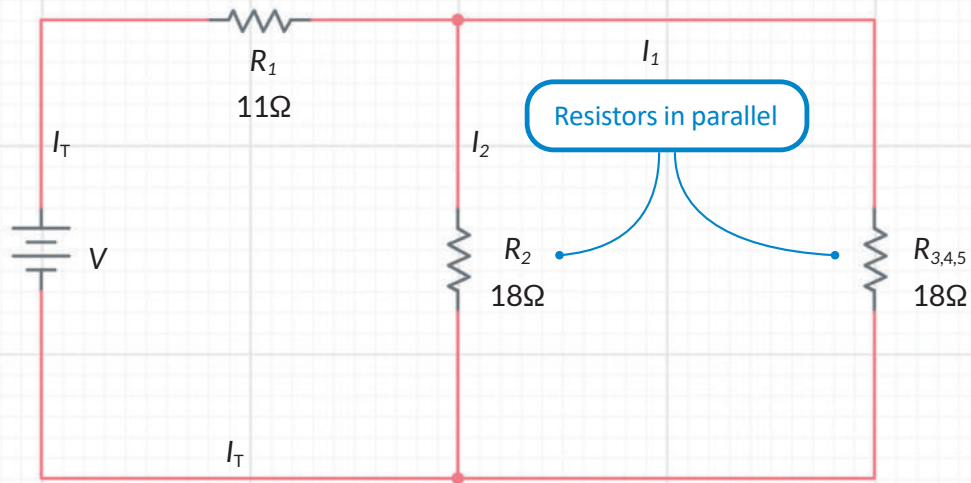 R1
11Ω
I1
Resistors in parallel
IT
I2
V
R2
18Ω
R3,4,5
18Ω
IT